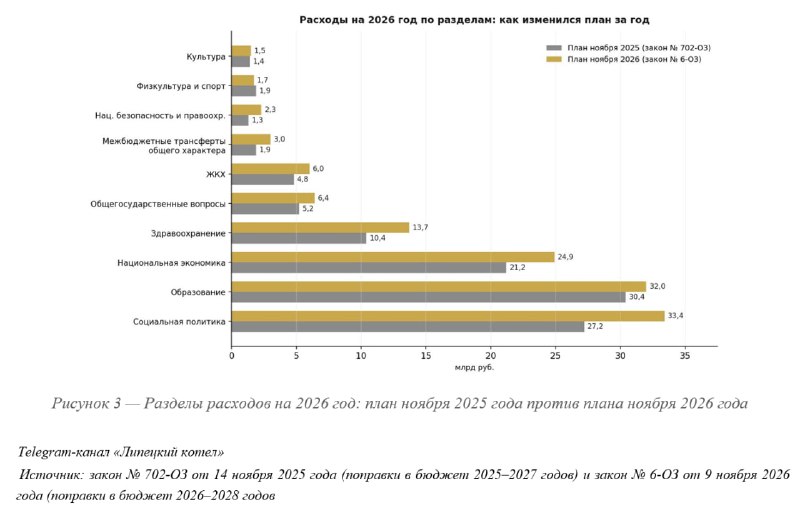 Расходы на 2026 год по разделам: как изменился план за год
План ноября 2025 (закон № 702-ОЗ)
План ноября 2026 (закон № 6-ОЗ)
Культура
1,5
1,4
Физкультура и спорт
1,7
1,9
Нац. безопасность и правоохр.
2,3
1,3
Межбюджетные трансферты
общего характера
3,0
1,9
ЖКХ
6,0
4,8
Общегосударственные вопросы
6,4
5,2
Здравоохранение
13,7
10,4
Национальная экономика
24,9
21,2
Образование
32,0
30,4
Социальная политика
33,4
27,2
0 5 10 15 20 25 30 35
млрд руб.
Рисунок 3 — Разделы расходов на 2026 год: план ноября 2025 года против плана ноября 2026 года
Telegram-канал «Липецкий котел»
Источник: закон № 702-ОЗ от 14 ноября 2025 года (поправки в бюджет 2025–2027 годов) и закон № 6-ОЗ от 9 ноября 2026
года (поправки в бюджет 2026–2028 годов